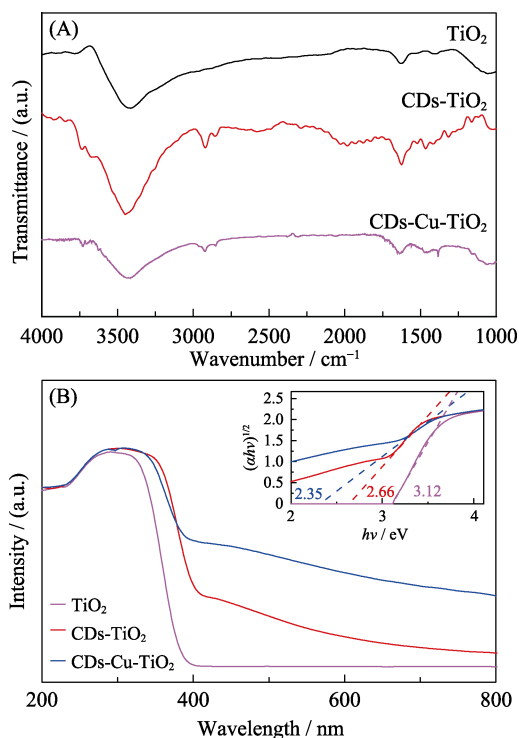 (A)
TiO₂
CDs-TiO₂
CDs-Cu-TiO₂
Transmittance / (a.u.)
4000 3500 3000 2500 2000 1500 1000
Wavenumber / cm⁻¹
(B)
2.5
2.0
1.5
1.0
0.5
0
(αhν)^1/2
2.35 2.66 3.12
2 3 4
hν / eV
Intensity / (a.u.)
TiO₂
CDs-TiO₂
CDs-Cu-TiO₂
200 400 600 800
Wavelength / nm